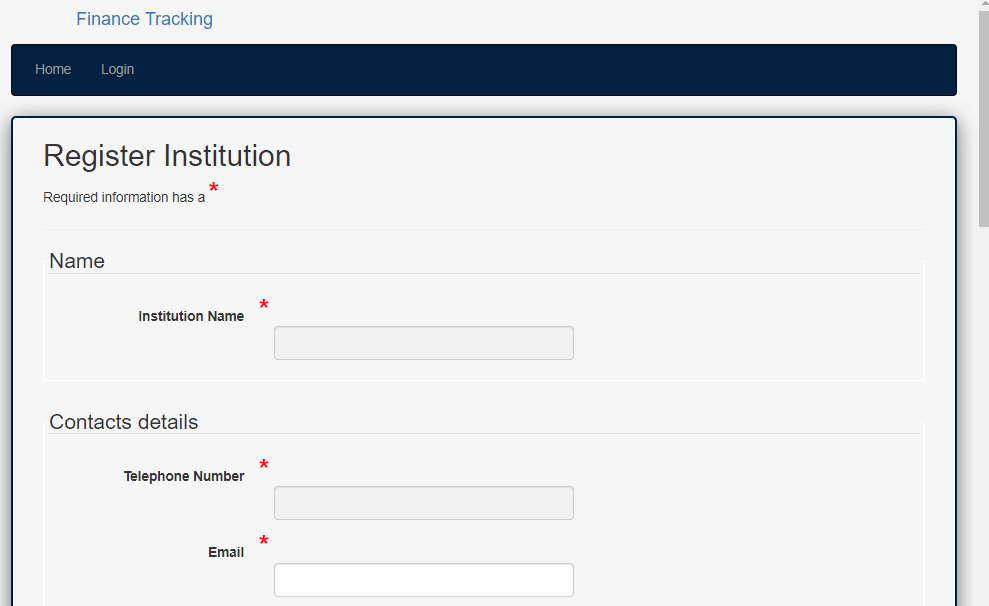 Finance Tracking
Home Login
Register Institution
Required information has a *
Name
Institution Name *
Contacts details
Telephone Number *
Email *